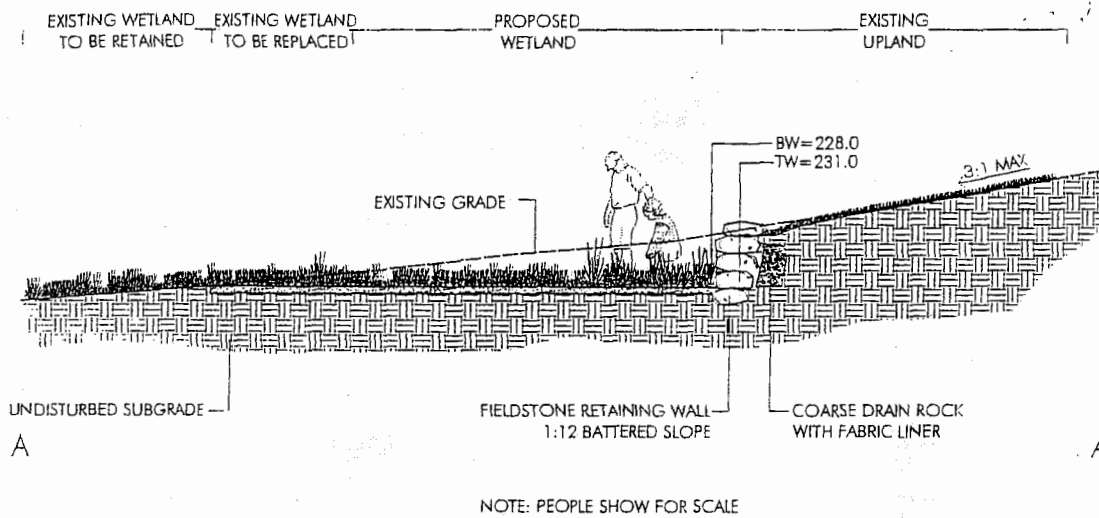 EXISTING WETLAND
TO BE RETAINED
EXISTING WETLAND
TO BE REPLACED
PROPOSED
WETLAND
EXISTING
UPLAND
BW=228.0
TW=231.0
3:1 MAX
EXISTING GRADE
UNDISTURBED SUBGRADE
FIELDSTONE RETAINING WALL
1:12 BATTERED SLOPE
COARSE DRAIN ROCK
WITH FABRIC LINER
A
A
NOTE: PEOPLE SHOW FOR SCALE